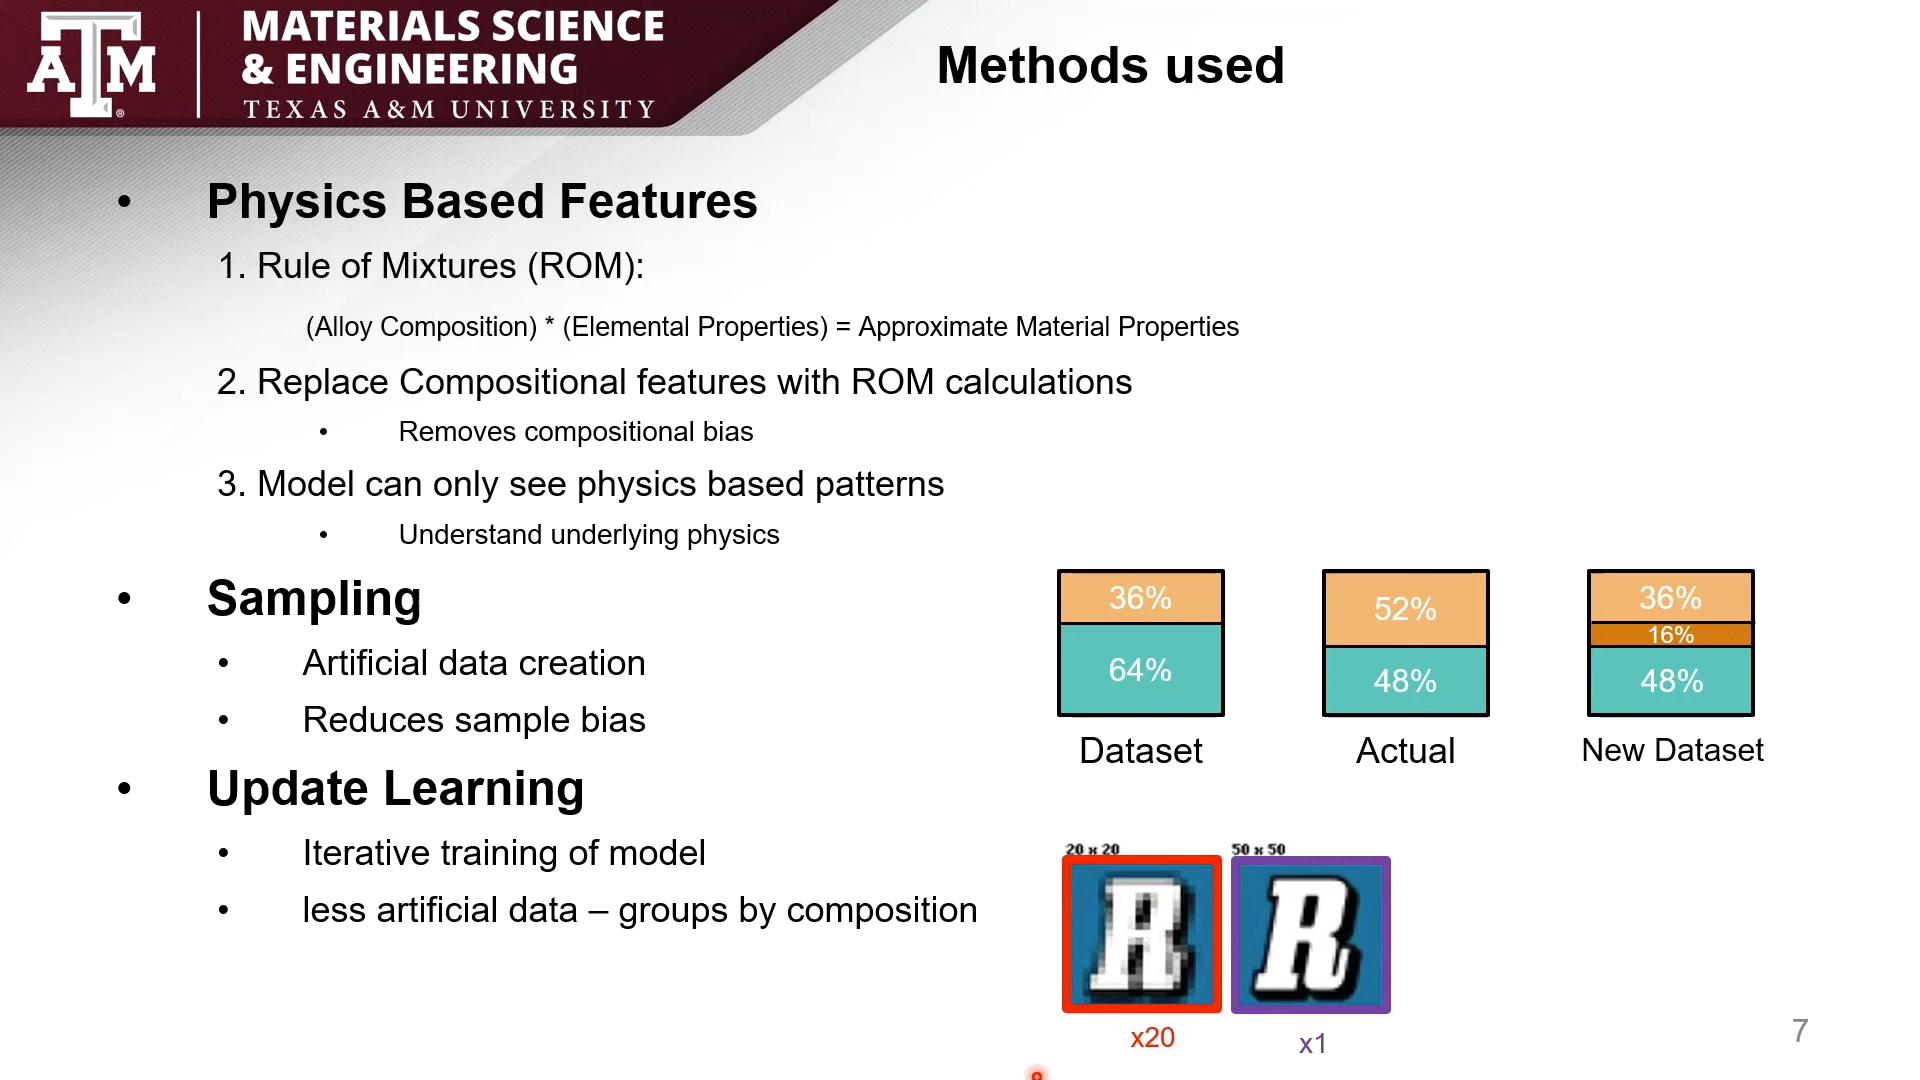 MATERIALS SCIENCE
& ENGINEERING
TEXAS A&M UNIVERSITY
ATM
®
Methods used
• Physics Based Features
1. Rule of Mixtures (ROM):
(Alloy Composition) * (Elemental Properties) = Approximate Material Properties
2. Replace Compositional features with ROM calculations
• Removes compositional bias
3. Model can only see physics based patterns
• Understand underlying physics
• Sampling
• Artificial data creation
• Reduces sample bias
36%
64%
Dataset
52%
48%
Actual
36%
16%
48%
New Dataset
• Update Learning
• Iterative training of model
• less artificial data – groups by composition
20 x 20
R
x20
50 x 50
R
x1
7